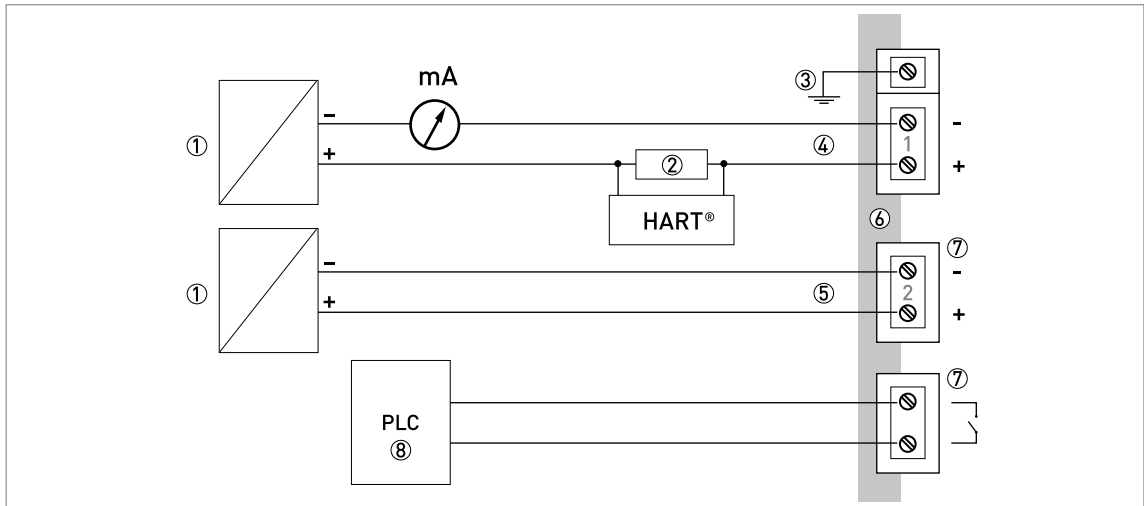 mA
③
− −
① ④ 1
+ +
②
HART®
⑥
⑦
− −
① ⑤ 2
+ +
⑦
PLC
⑧